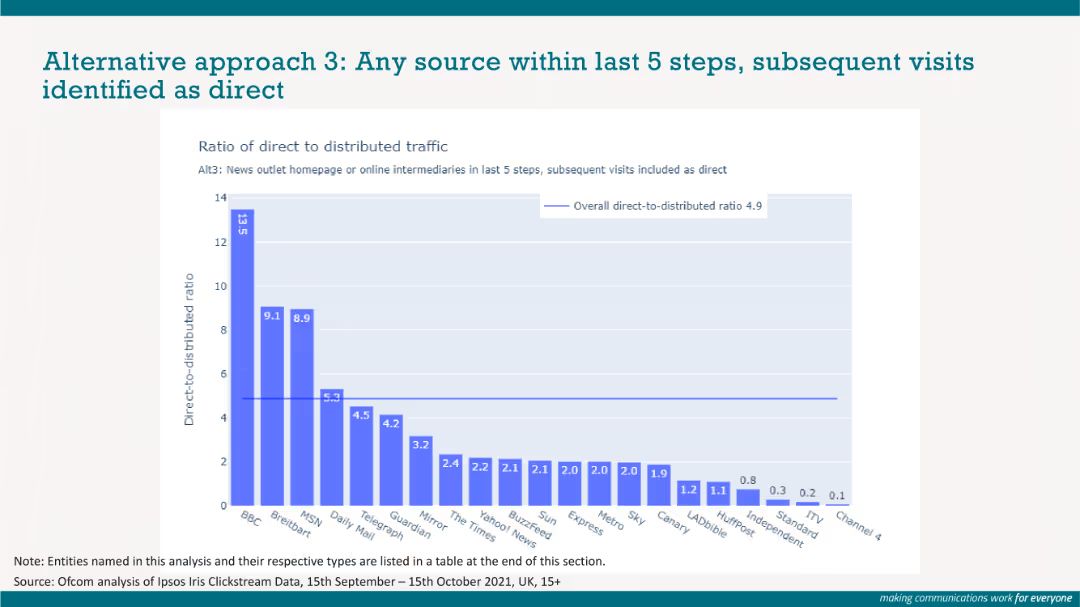 Alternative approach 3: Any source within last 5 steps, subsequent visits
identified as direct
Ratio of direct to distributed traffic
Alt3: News outlet homepage or online intermediaries in last 5 steps, subsequent visits included as direct
Overall direct-to-distributed ratio 4.9
Direct-to-distributed ratio
14
12
10
8
6
4
2
0
13.5
9.1
8.9
5.3
4.5
4.2
3.2
2.4
2.2
2.1
2.1
2.0
2.0
2.0
1.9
1.2
1.1
0.8
0.3
0.2
0.1
BBC
Breitbart
MSN
Daily Mail
Telegraph
Guardian
Mirror
The Times
Yahoo! News
BuzzFeed
Sun
Express
Metro
Sky
Canary
LADbible
HuffPost
Independent
Standard
ITV
Channel 4
Note: Entities named in this analysis and their respective types are listed in a table at the end of this section.
Source: Ofcom analysis of Ipsos Iris Clickstream Data, 15th September – 15th October 2021, UK, 15+
making communications work for everyone